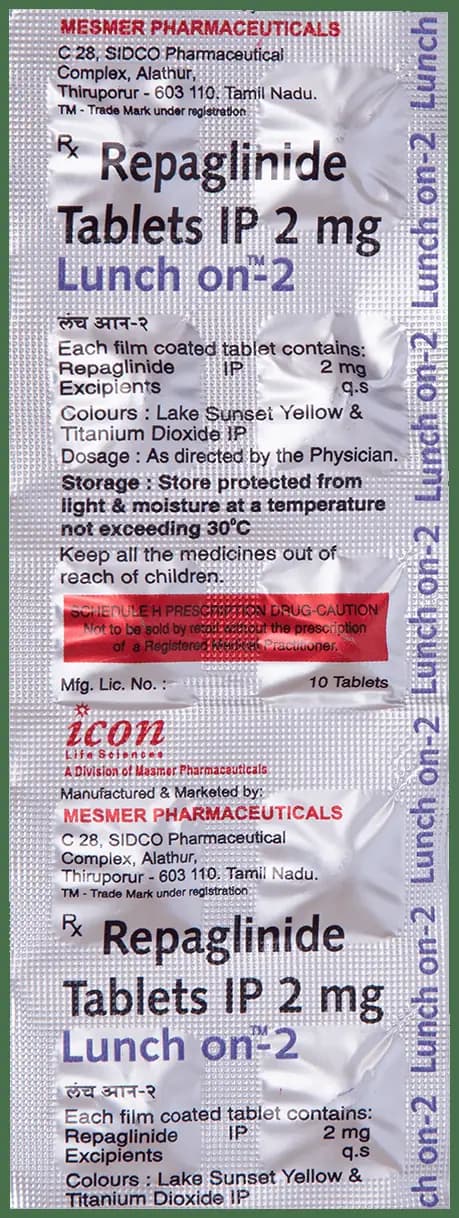 MESMER PHARMACEUTICALS
C 28, SIDCO Pharmaceutical
Complex, Alathur,
Thiruporur - 603 110. Tamil Nadu.
TM - Trade Mark under registration
Rx Repaglinide
Tablets IP 2 mg
Lunch on™-2
लंच आन-२
Each film coated tablet contains:
Repaglinide IP 2 mg
Excipients q.s
Colours : Lake Sunset Yellow &
Titanium Dioxide IP
Dosage : As directed by the Physician.
Storage : Store protected from
light & moisture at a temperature
not exceeding 30°C
Keep all the medicines out of
reach of children.
SCHEDULE H PRESCRIPTION DRUG-CAUTION
Not to be sold by retail without the prescription
of a Registered Medical Practitioner.
Mfg. Lic. No. : 10 Tablets
icon
Life Sciences
A Division of Mesmer Pharmaceuticals
Manufactured & Marketed by:
MESMER PHARMACEUTICALS
C 28, SIDCO Pharmaceutical
Complex, Alathur,
Thiruporur - 603 110. Tamil Nadu.
TM - Trade Mark under registration
Rx Repaglinide
Tablets IP 2 mg
Lunch on™-2
लंच आन-२
Each film coated tablet contains:
Repaglinide IP 2 mg
Excipients q.s
Colours : Lake Sunset Yellow &
Titanium Dioxide IP
ch on-2 Lunch on-2 Lunch on-2 Lunch on-2 Lunch on-2 Lunch on-2 Lunch